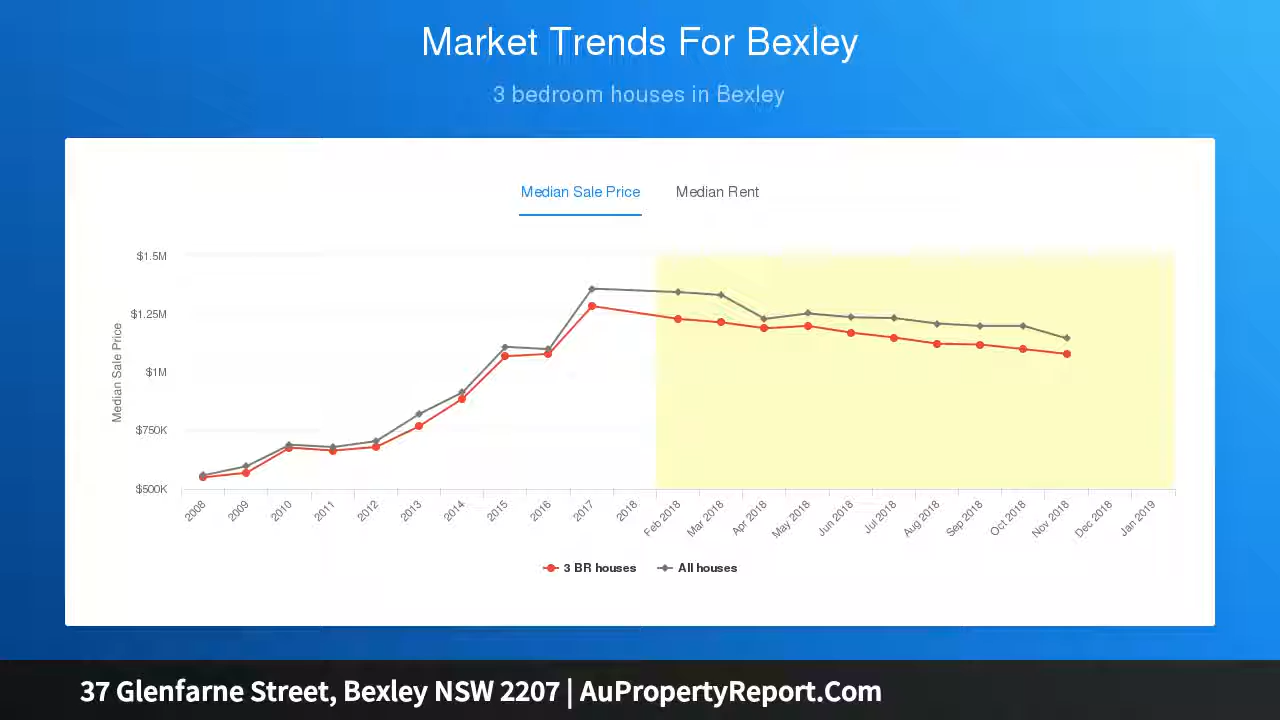 Market Trends For Bexley
3 bedroom houses in Bexley
Median Sale Price Median Rent
$1.5M
$1.25M
$1M
$750K
$500K
Median Sale Price
2008 2009 2010 2011 2012 2013 2014 2015 2016 2017 2018 Feb 2018 Mar 2018 Apr 2018 May 2018 Jun 2018 Jul 2018 Aug 2018 Sep 2018 Oct 2018 Nov 2018 Dec 2018 Jan 2019
3 BR houses All houses
37 Glenfarne Street, Bexley NSW 2207 | AuPropertyReport.Com